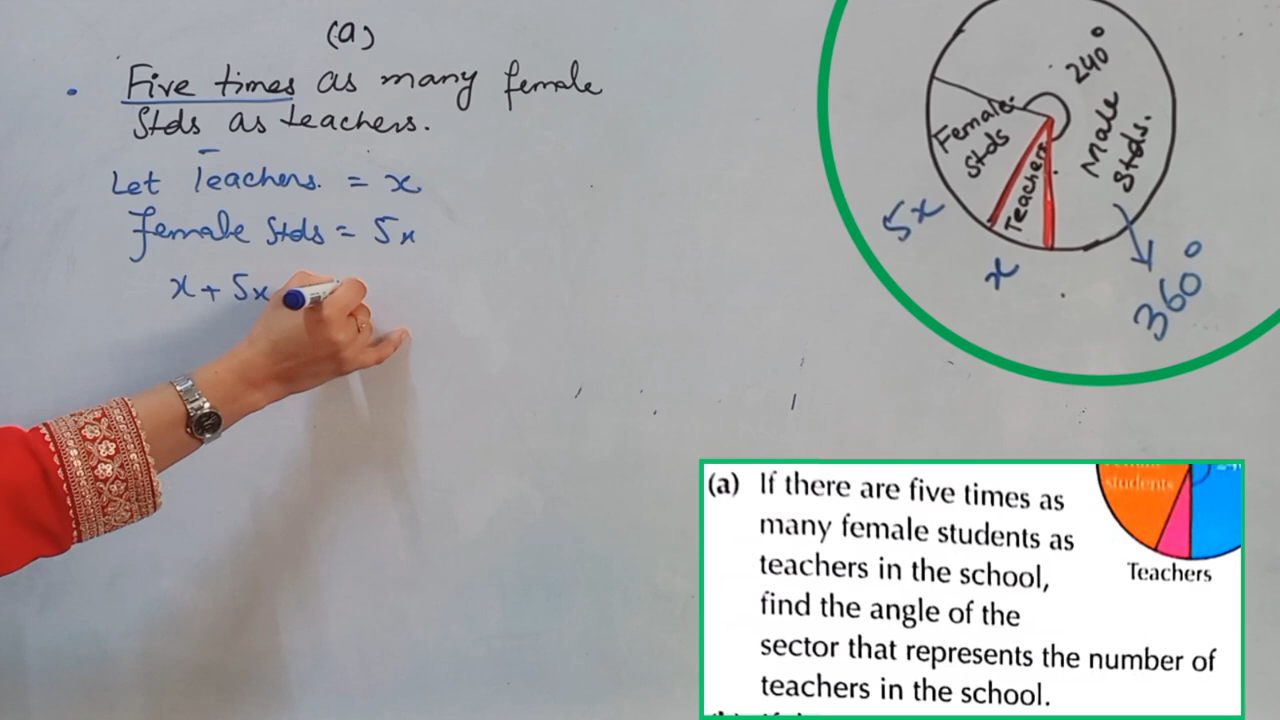 (a)
• Five times as many female
Stds as teachers.
Let Teachers. = x
female Stds = 5x
x + 5x
240°
Male
Stds.
Female
Stds
Teachers
5x
x
360°
(a) If there are five times as
many female students as
teachers in the school,
find the angle of the
sector that represents the number of
teachers in the school.
students
Teachers